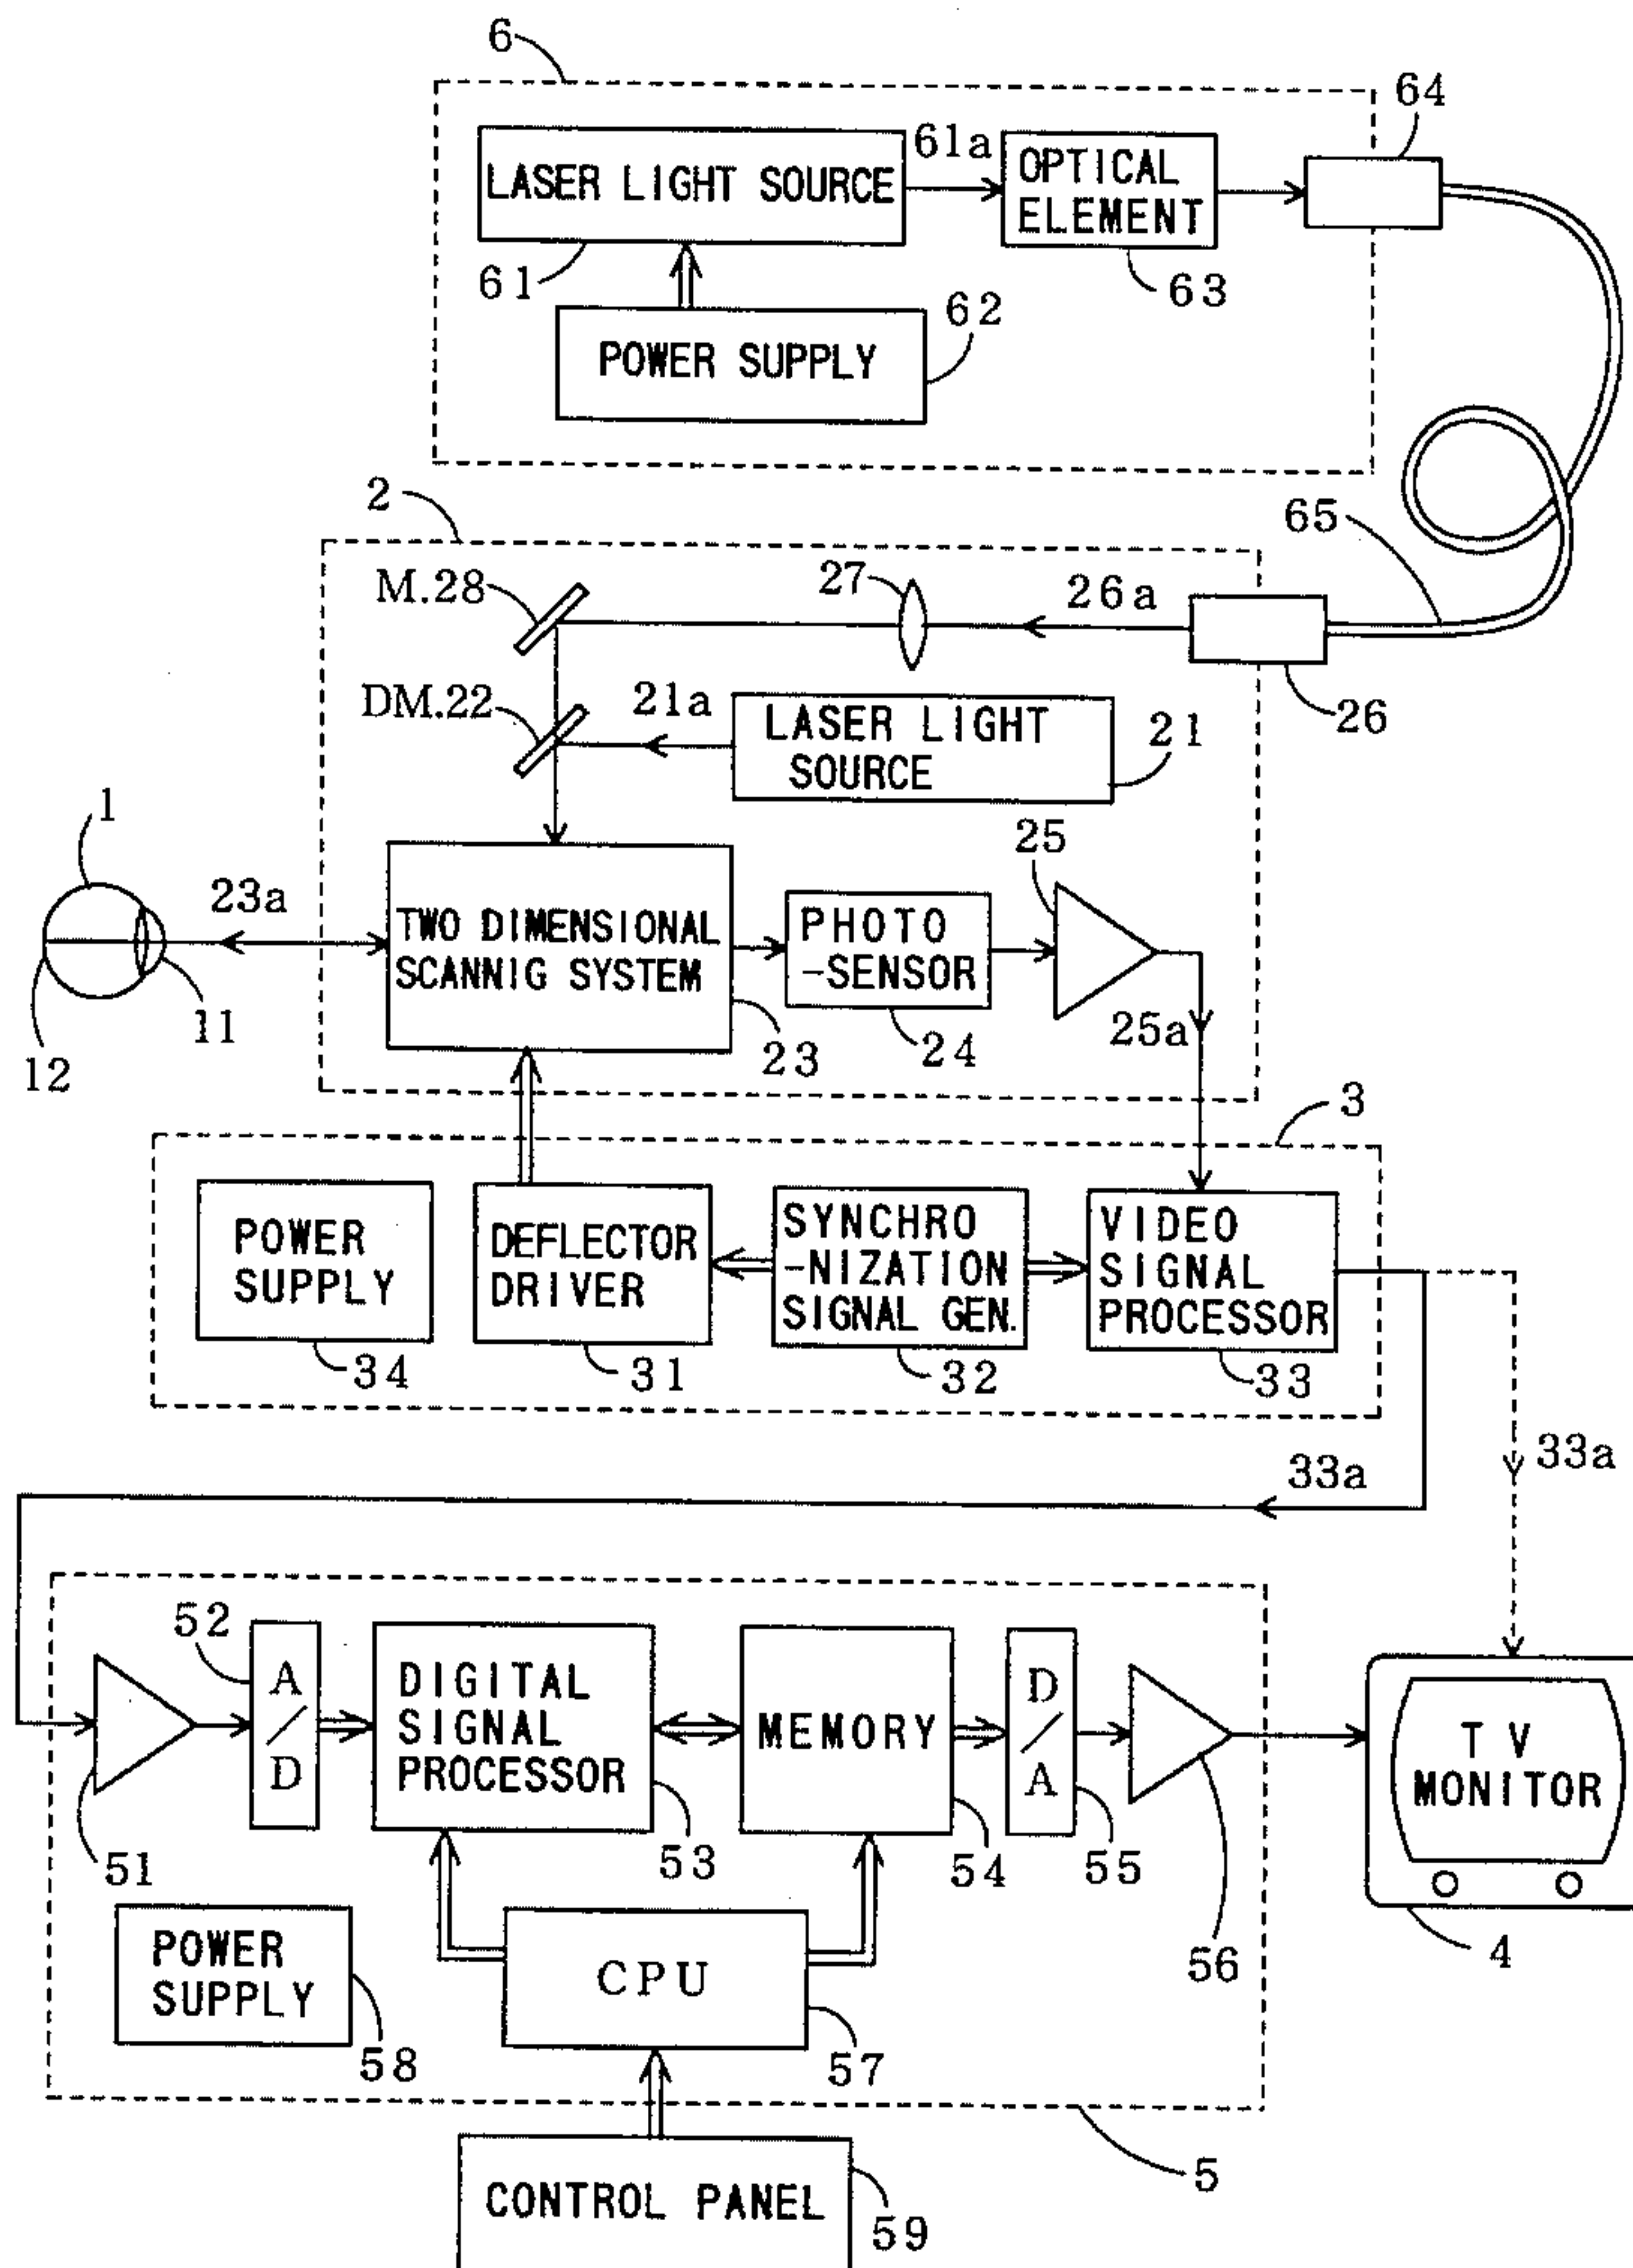 6
64
61a
LASER LIGHT SOURCE
OPTICAL
ELEMENT
61
63
62
POWER SUPPLY
2
65
M.28
27
26a
DM.22
21a
LASER LIGHT
SOURCE
21
26
1
25
23a
TWO DIMENSIONAL
SCANNIG SYSTEM
PHOTO
-SENSOR
11
12
23
24
25a
3
POWER
SUPPLY
DEFLECTOR
DRIVER
SYNCHRO
-NIZATION
SIGNAL GEN.
VIDEO
SIGNAL
PROCESSOR
34
31
32
33
33a
33a
52
A
/
D
DIGITAL
SIGNAL
PROCESSOR
MEMORY
D
/
A
TV
MONITOR
51
53
54
55
56
4
POWER
SUPPLY
CPU
58
57
5
CONTROL PANEL
59